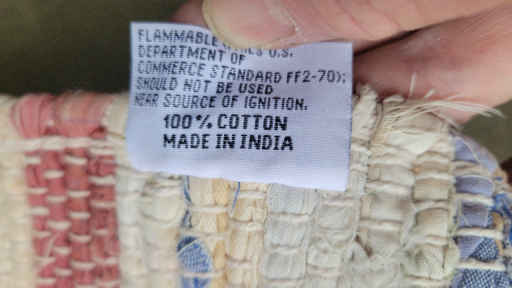 FLAMMABLE U.S.
DEPARTMENT OF
COMMERCE STANDARD FF2-70);
SHOULD NOT BE USED
NEAR SOURCE OF IGNITION.
100% COTTON
MADE IN INDIA